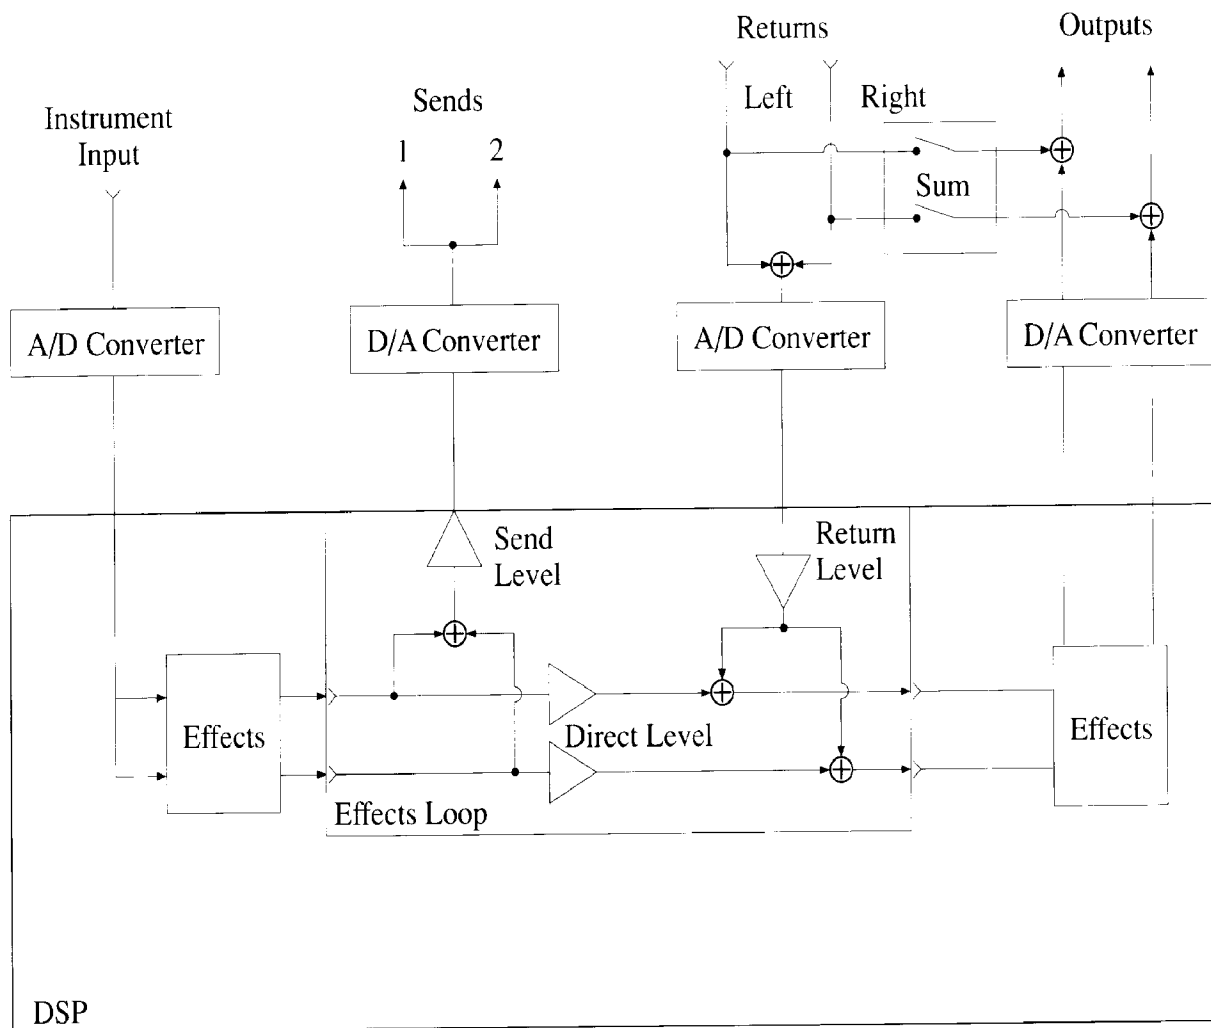 Returns
Outputs
Left
Right
Sends
Instrument
Input
1
2
Sum
A/D Converter
D/A Converter
A/D Converter
D/A Converter
Send
Level
Return
Level
Effects
Direct Level
Effects
Effects Loop
DSP